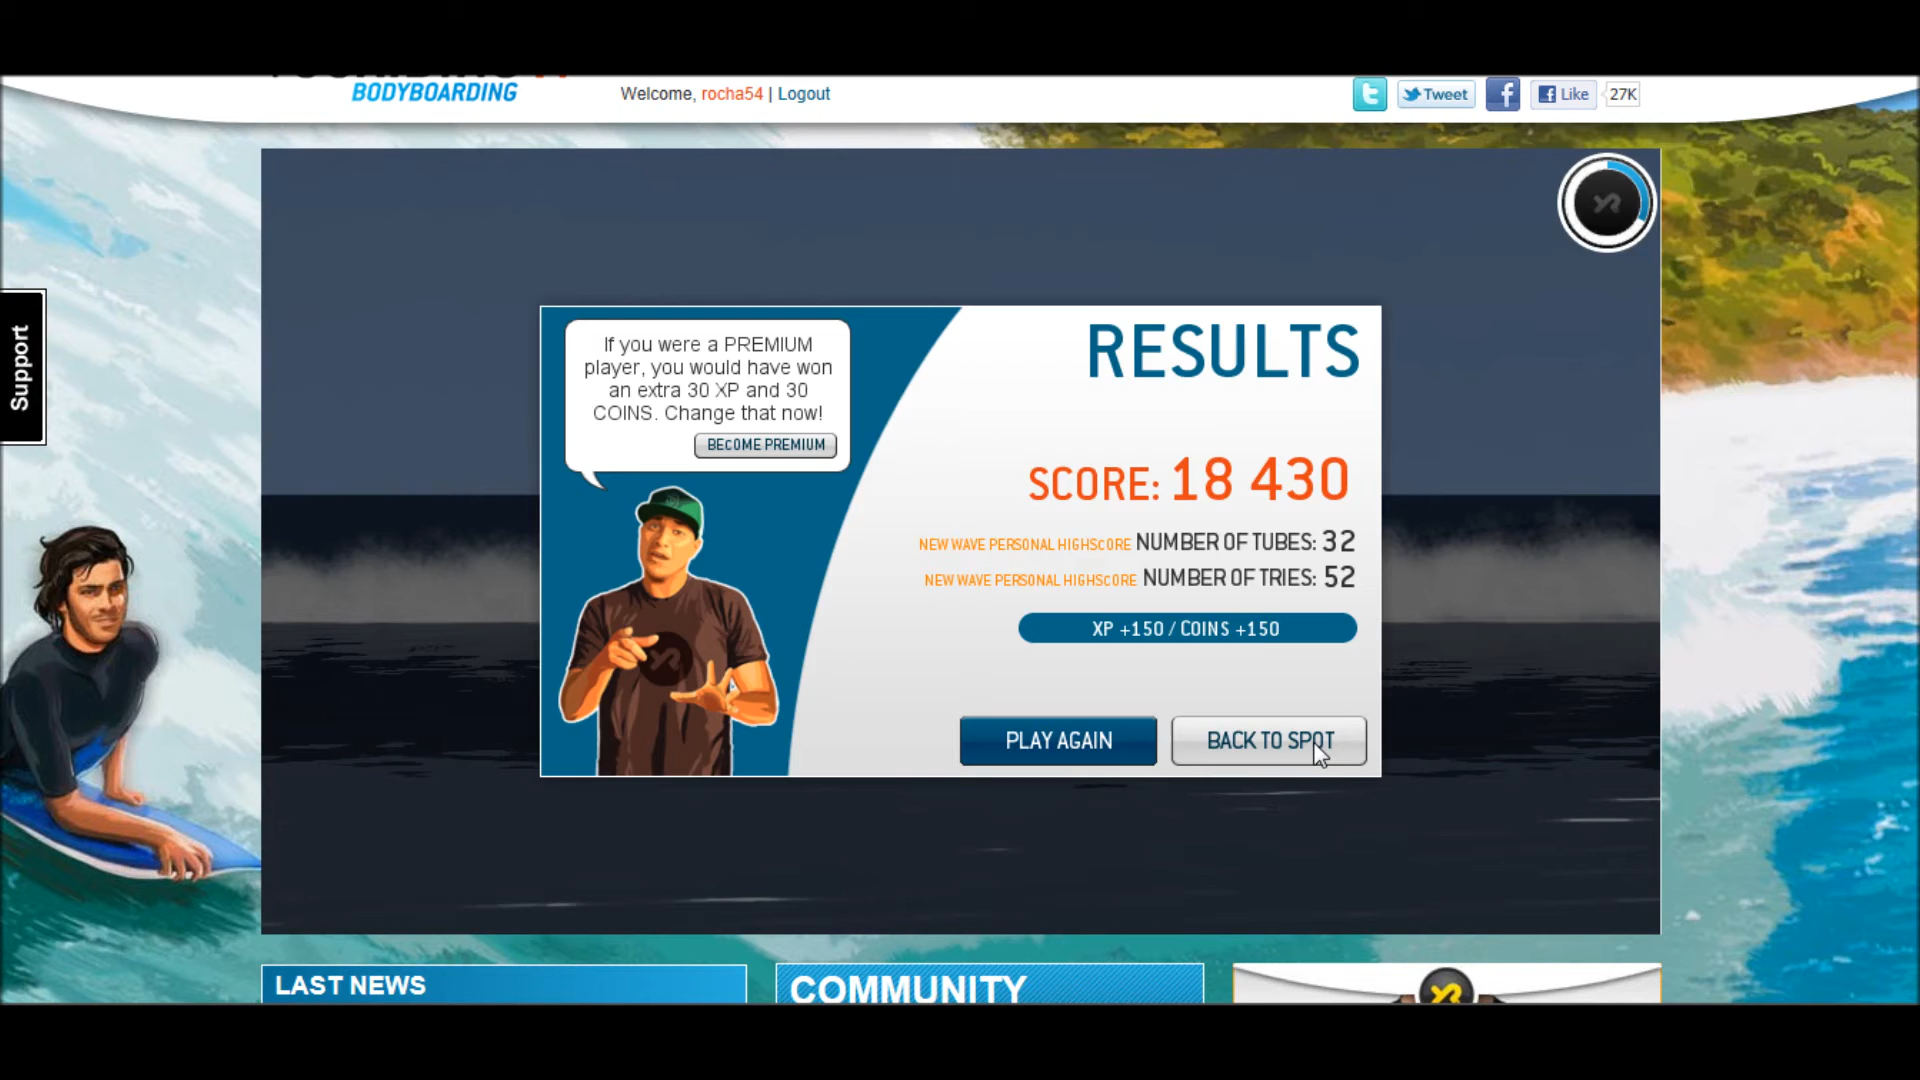 BODYBOARDING
Welcome, rocha54 | Logout
Tweet
Like
27K
Support
If you were a PREMIUM
player, you would have won
an extra 30 XP and 30
COINS. Change that now!
BECOME PREMIUM
RESULTS
SCORE: 18 430
NEW WAVE PERSONAL HIGHSCORE NUMBER OF TUBES: 32
NEW WAVE PERSONAL HIGHSCORE NUMBER OF TRIES: 52
XP +150 / COINS +150
PLAY AGAIN
BACK TO SPOT
LAST NEWS
COMMUNITY